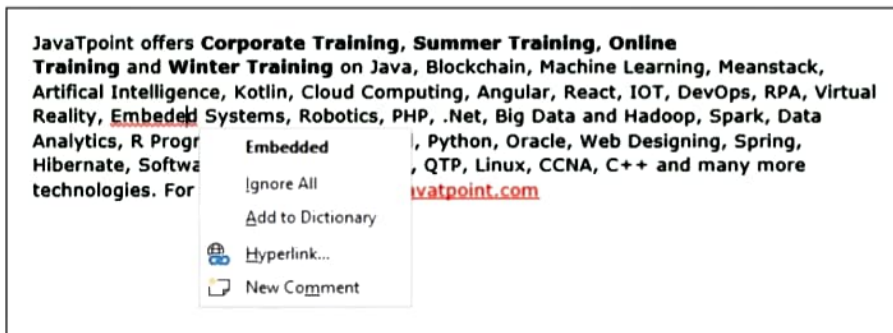 JavaTpoint offers Corporate Training, Summer Training, Online
Training and Winter Training on Java, Blockchain, Machine Learning, Meanstack,
Artifical Intelligence, Kotlin, Cloud Computing, Angular, React, IOT, DevOps, RPA, Virtual
Reality, Embeded Systems, Robotics, PHP, .Net, Big Data and Hadoop, Spark, Data
Analytics, R Progr , Python, Oracle, Web Designing, Spring,
Hibernate, Softwa , QTP, Linux, CCNA, C++ and many more
technologies. For vatpoint.com
Embedded
Ignore All
Add to Dictionary
Hyperlink...
New Comment